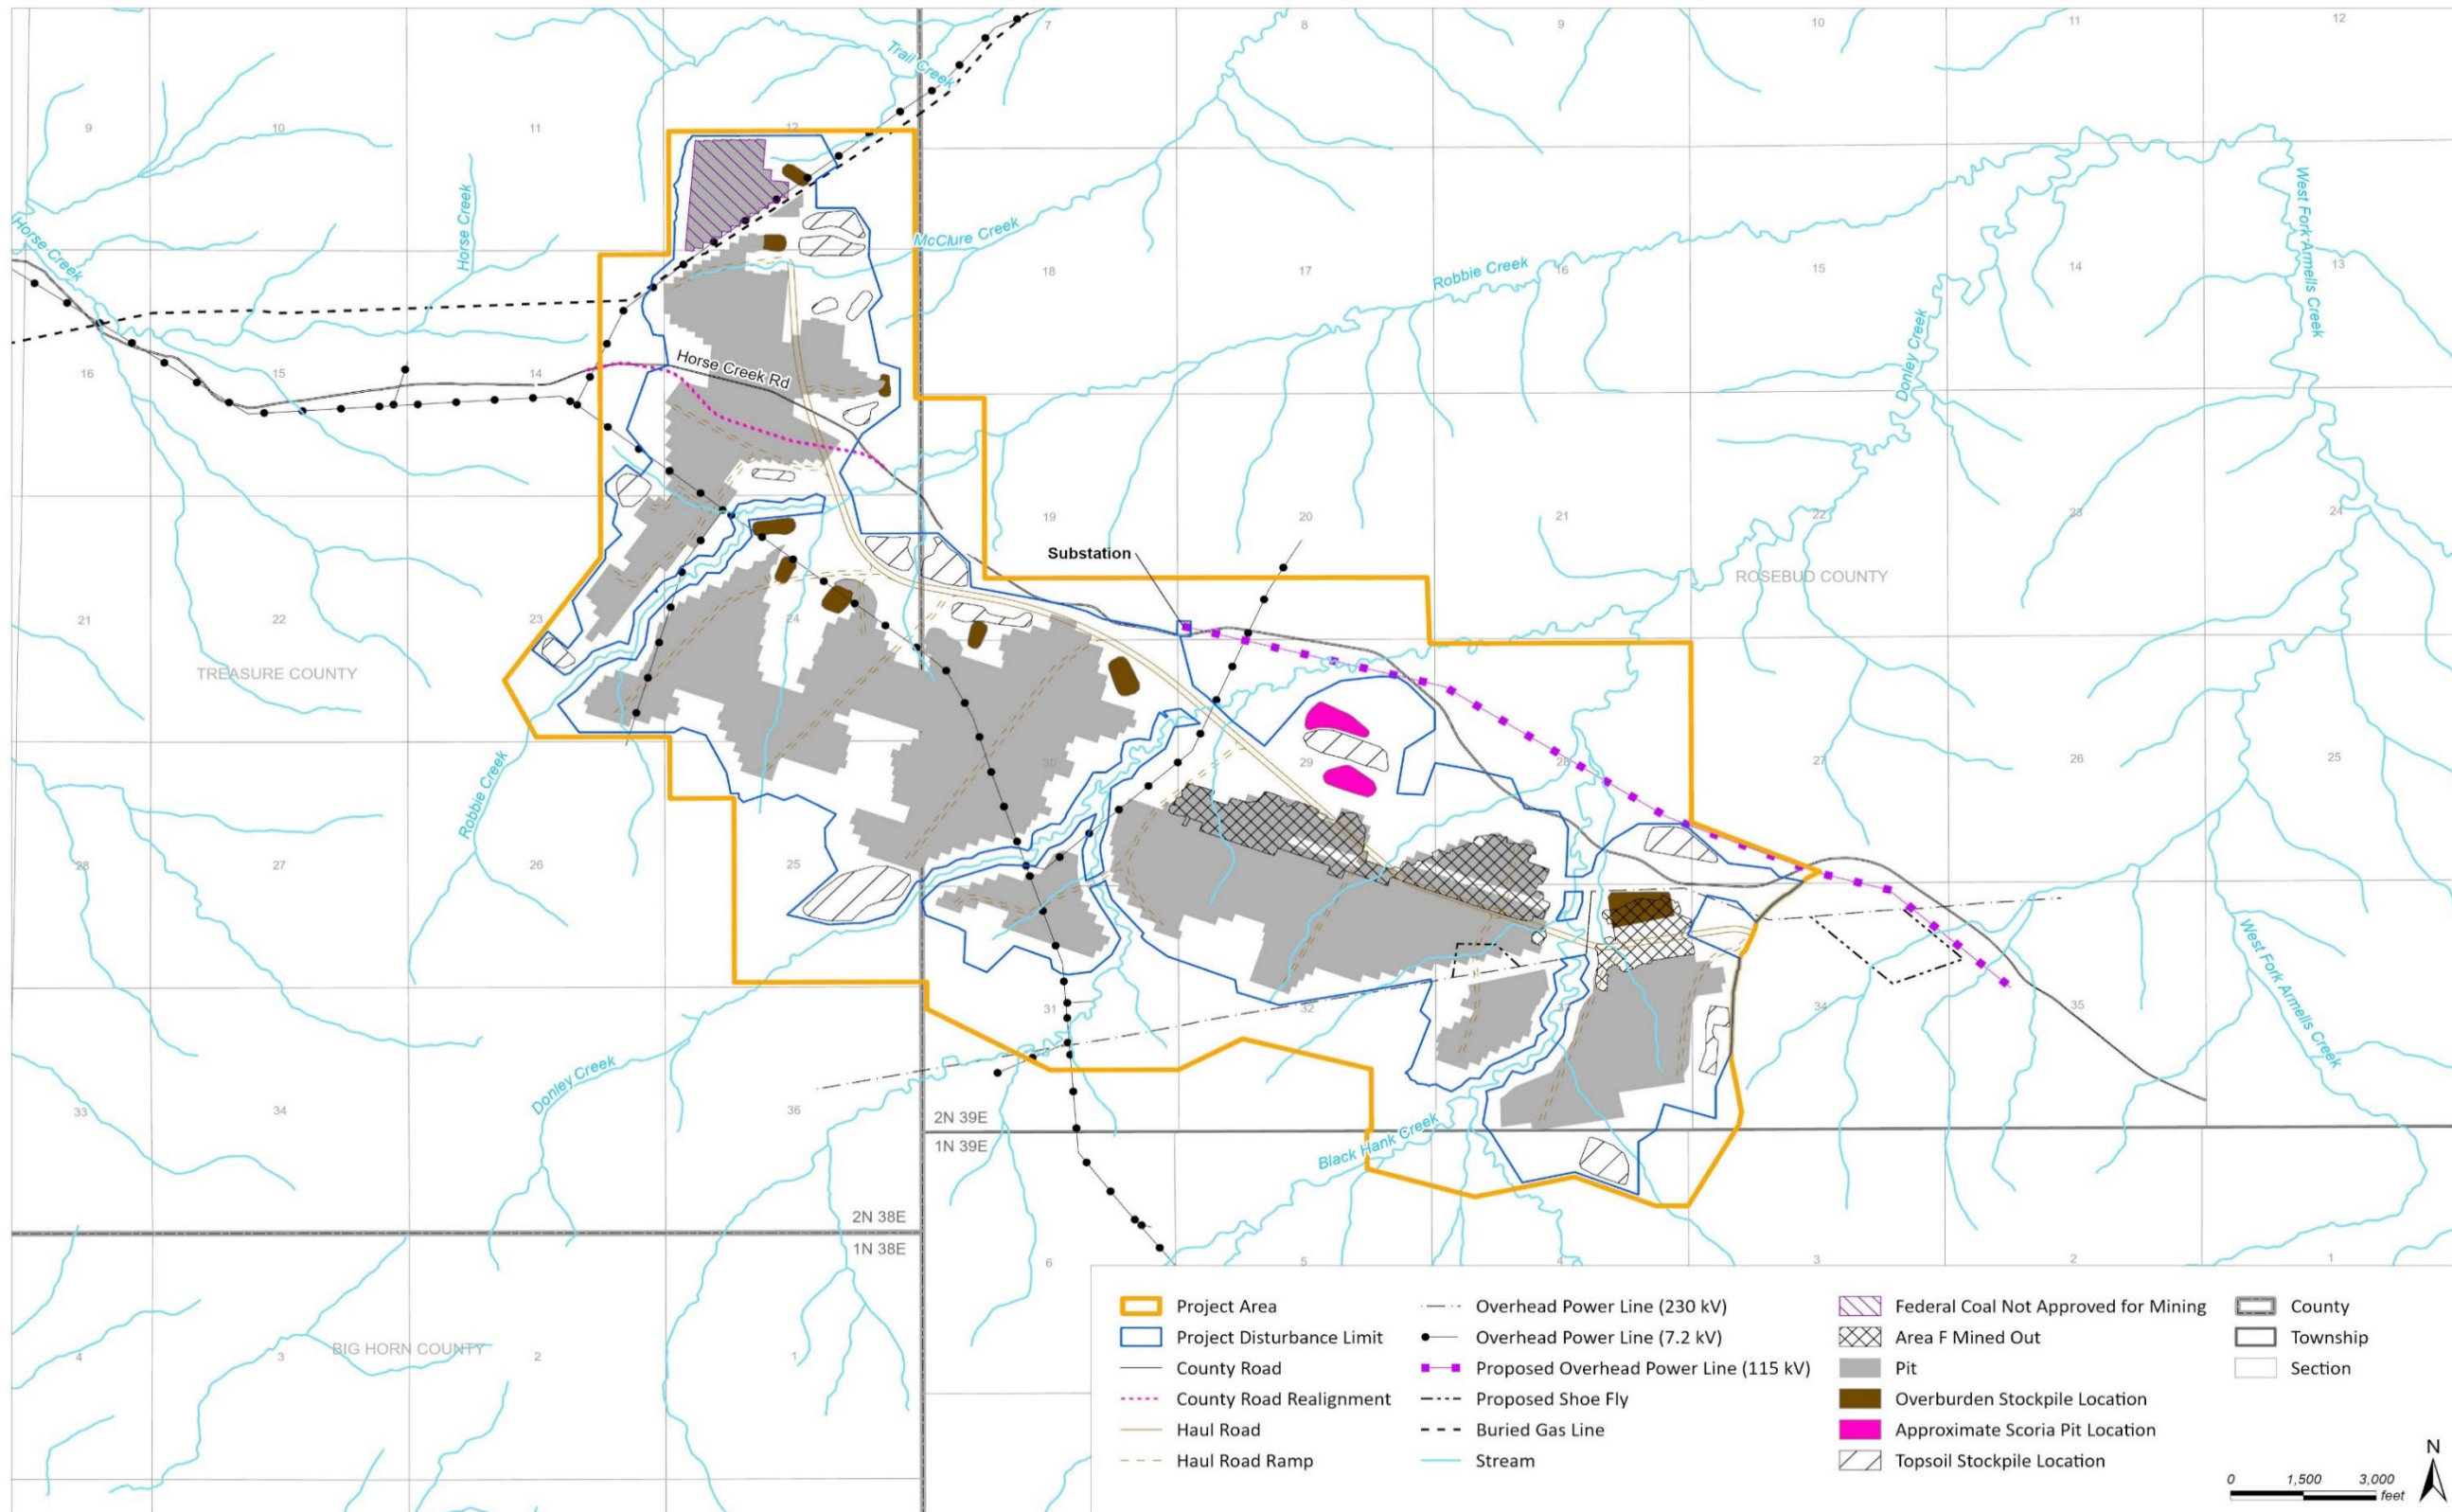 7
8
9
10
11
12
Trail Creek
9
10
11
12
Horse Creek
Horse Creek
McClure Creek
West Fork Armells Creek
18
17
Robbie Creek
16
15
14
13
Donley Creek
Horse Creek Rd
16
15
14
19
20
21
22
23
24
Substation
ROSEBUD COUNTY
21
22
23
24
TREASURE COUNTY
Robbie Creek
30
29
28
27
26
25
28
27
26
25
West Fork Armells Creek
31
32
34
35
Donley Creek
33
34
36
2N 39E
1N 39E
Black Hank Creek
2N 38E
1N 38E
6
5
4
3
2
1
4
3
BIG HORN COUNTY
2
1
Project Area
Project Disturbance Limit
County Road
County Road Realignment
Haul Road
Haul Road Ramp
Overhead Power Line (230 kV)
Overhead Power Line (7.2 kV)
Proposed Overhead Power Line (115 kV)
Proposed Shoe Fly
Buried Gas Line
Stream
Federal Coal Not Approved for Mining
Area F Mined Out
Pit
Overburden Stockpile Location
Approximate Scoria Pit Location
Topsoil Stockpile Location
County
Township
Section
N
0 1,500 3,000
feet